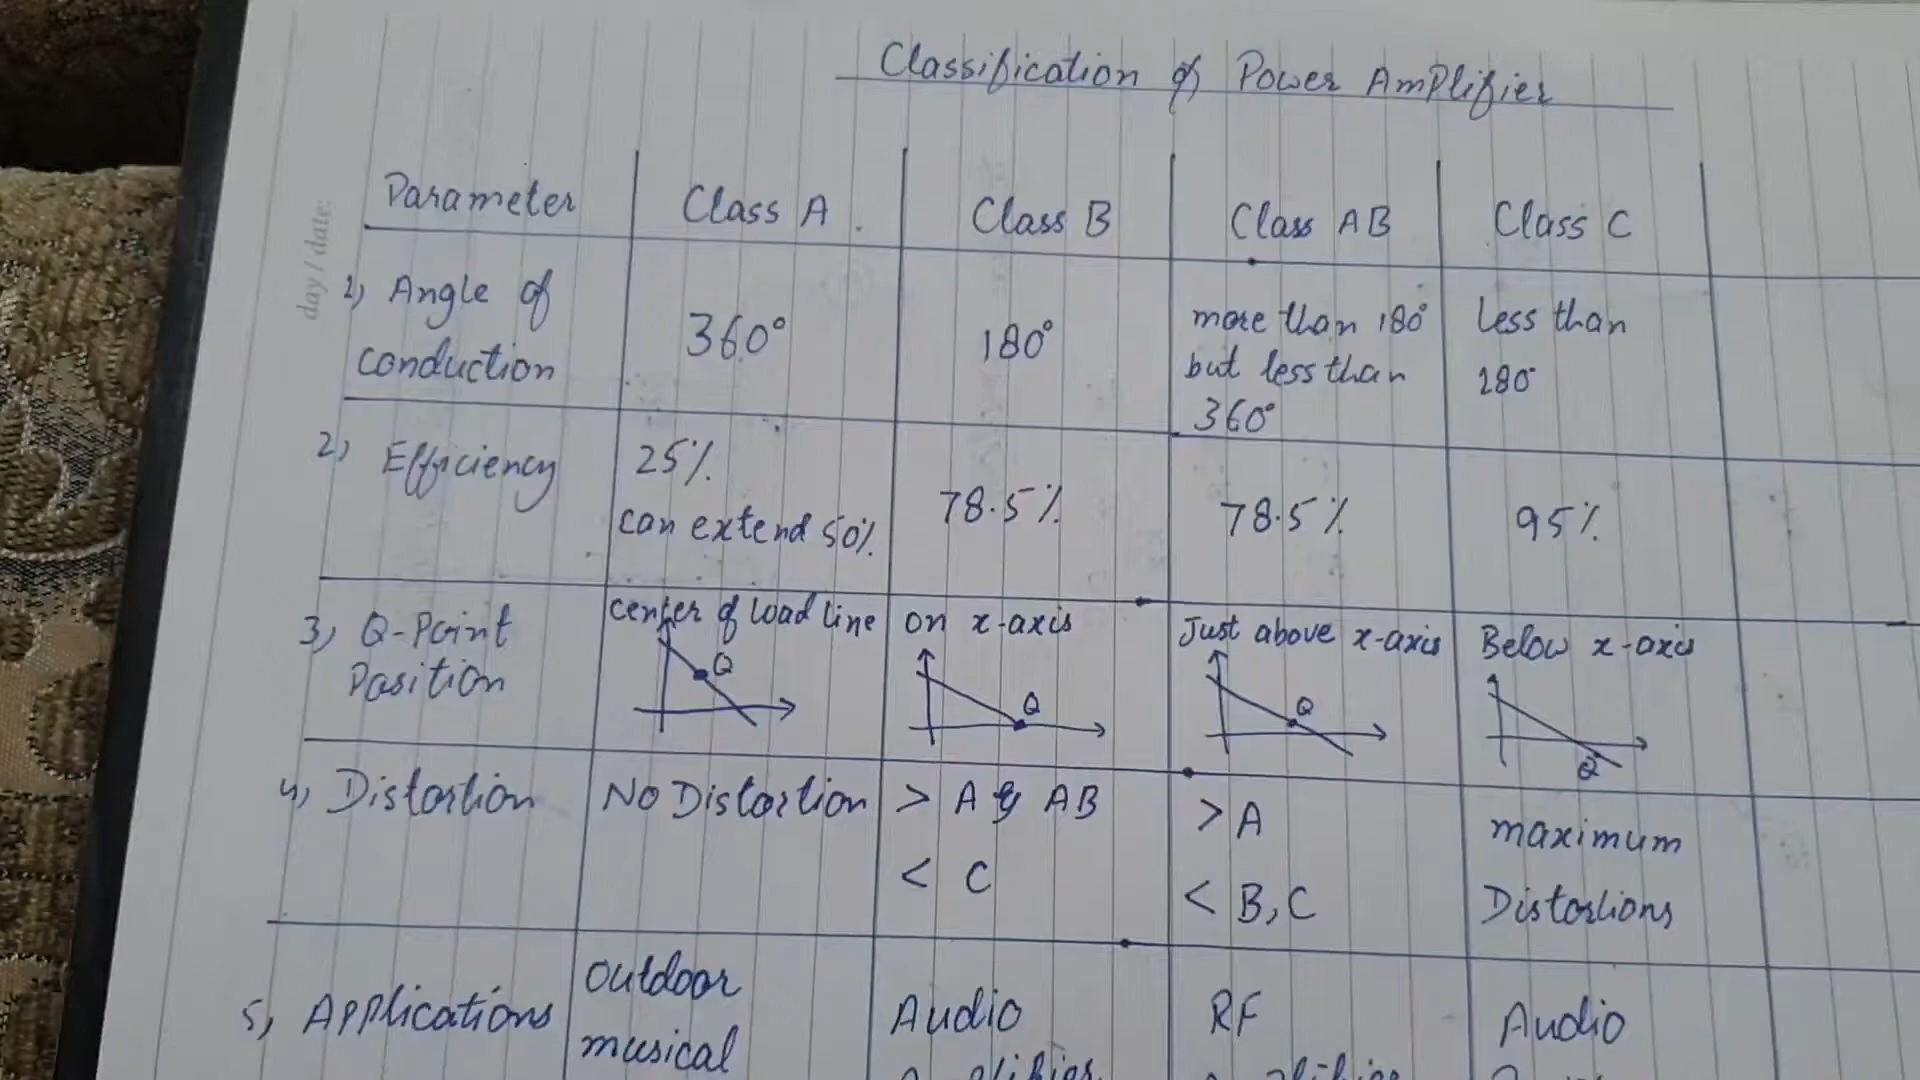 day / date:
Classification of Power Amplifier
Parameter Class A Class B Class AB Class C
1) Angle of conduction
360°
180°
more than 180°
but less than
360°
Less than
180
2) Efficiency
25%
can extend 50%
78.5%
78.5%
95%
3) Q-Point
Position
center of load line
Q
on x-axis
Q
Just above x-axis
Q
Below x-axis
Q
4) Distortion
No Distortion
> A & AB
< C
> A
< B, C
maximum
Distortions
5) Applications
outdoor
musical
Audio
RF
Audio